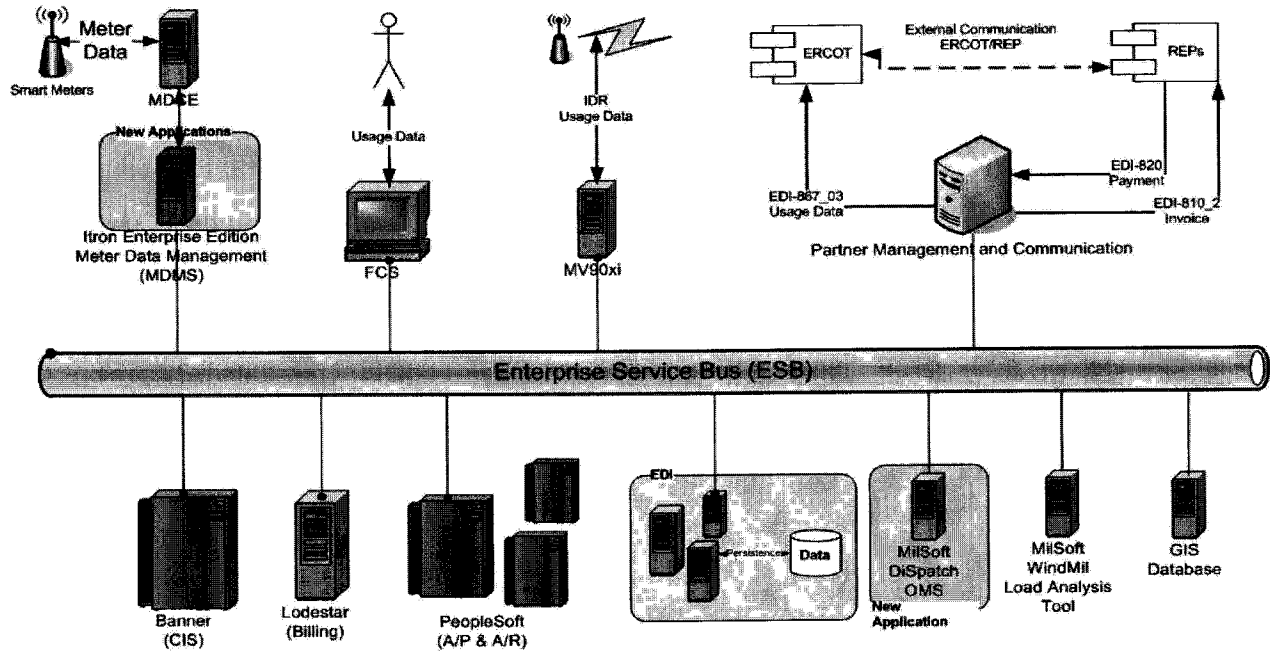 Meter
Data
Smart Meters
MDCE
New Applications
Itron Enterprise Edition
Meter Data Management
(MDMS)
Usage Data
FCS
IDR
Usage Data
MV90xi
ERCOT
External Communication
ERCOT/REP
REPs
EDI-867_03
Usage Data
EDI-820
Payment
EDI-810_2
Invoice
Partner Management and Communication
Enterprise Service Bus (ESB)
Banner
(CIS)
Lodestar
(Billing)
PeopleSoft
(A/P & A/R)
EDI
Persistences
Data
MilSoft
DiSpatch
OMS
New
Application
MilSoft
WindMil
Load Analysis
Tool
GIS
Database